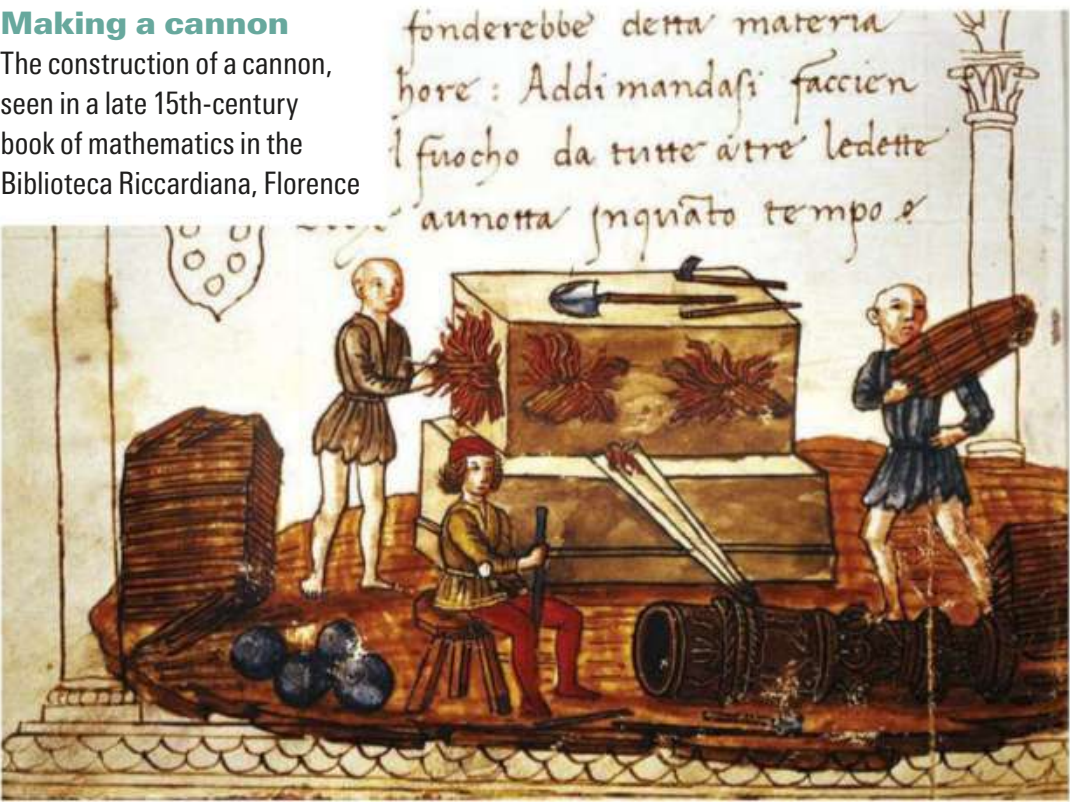 Making a cannon
The construction of a cannon,
seen in a late 15th-century
book of mathematics in the
Biblioteca Riccardiana, Florence
fonderebbe detta materia
hore : Addimandasi faccien
l fuocho da tutte a tre ledette
aunotta inquāto tempo e